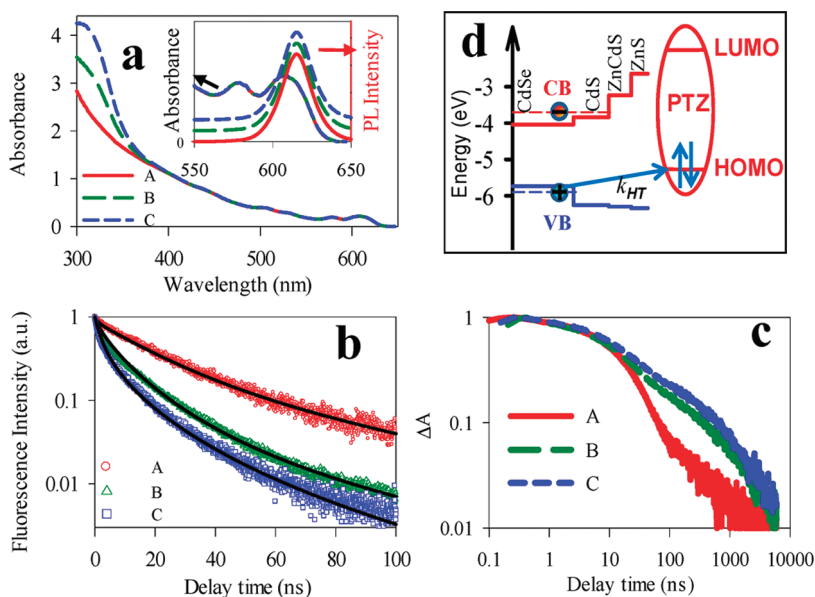 a
Absorbance
4
3
2
1
0
300
400
500
600
Wavelength (nm)
A
B
C
Absorbance
PL Intensity
550
600
650
d
Energy (eV)
-3
-4
-5
-6
CdSe
CB
CdS
ZnCdS
ZnS
VB
k_HT
LUMO
PTZ
HOMO
b
Fluorescence Intensity (a.u.)
1
0.1
0.01
0
20
40
60
80
100
Delay time (ns)
A
B
C
c
ΔA
1
0.1
0.01
0.1
1
10
100
1000
10000
Delay time (ns)
A
B
C